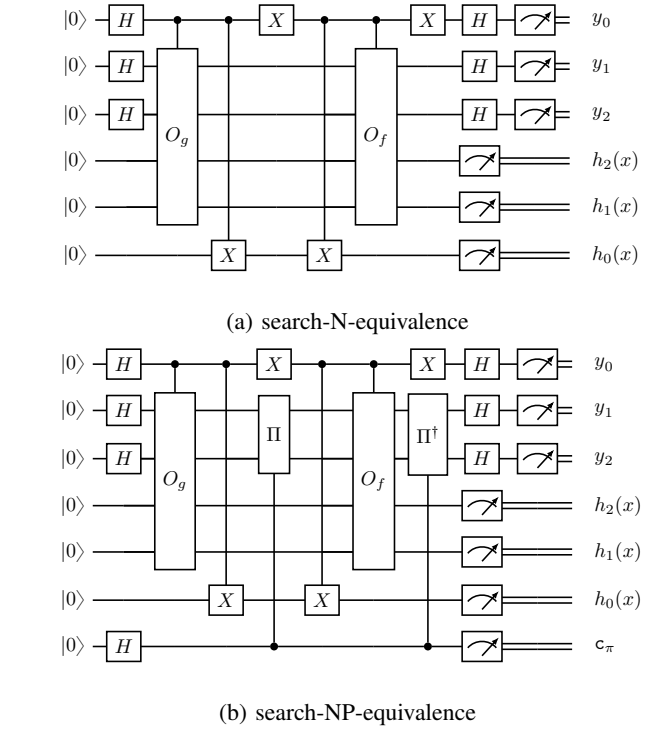 |0⟩ H X X H y₀
|0⟩ H H y₁
|0⟩ H H y₂
O_g O_f
|0⟩ h₂(x)
|0⟩ h₁(x)
|0⟩ X X h₀(x)
(a) search-N-equivalence
|0⟩ H X X H y₀
|0⟩ H H y₁
Π Π†
|0⟩ H H y₂
O_g O_f
|0⟩ h₂(x)
|0⟩ h₁(x)
|0⟩ X X h₀(x)
|0⟩ H c_π
(b) search-NP-equivalence